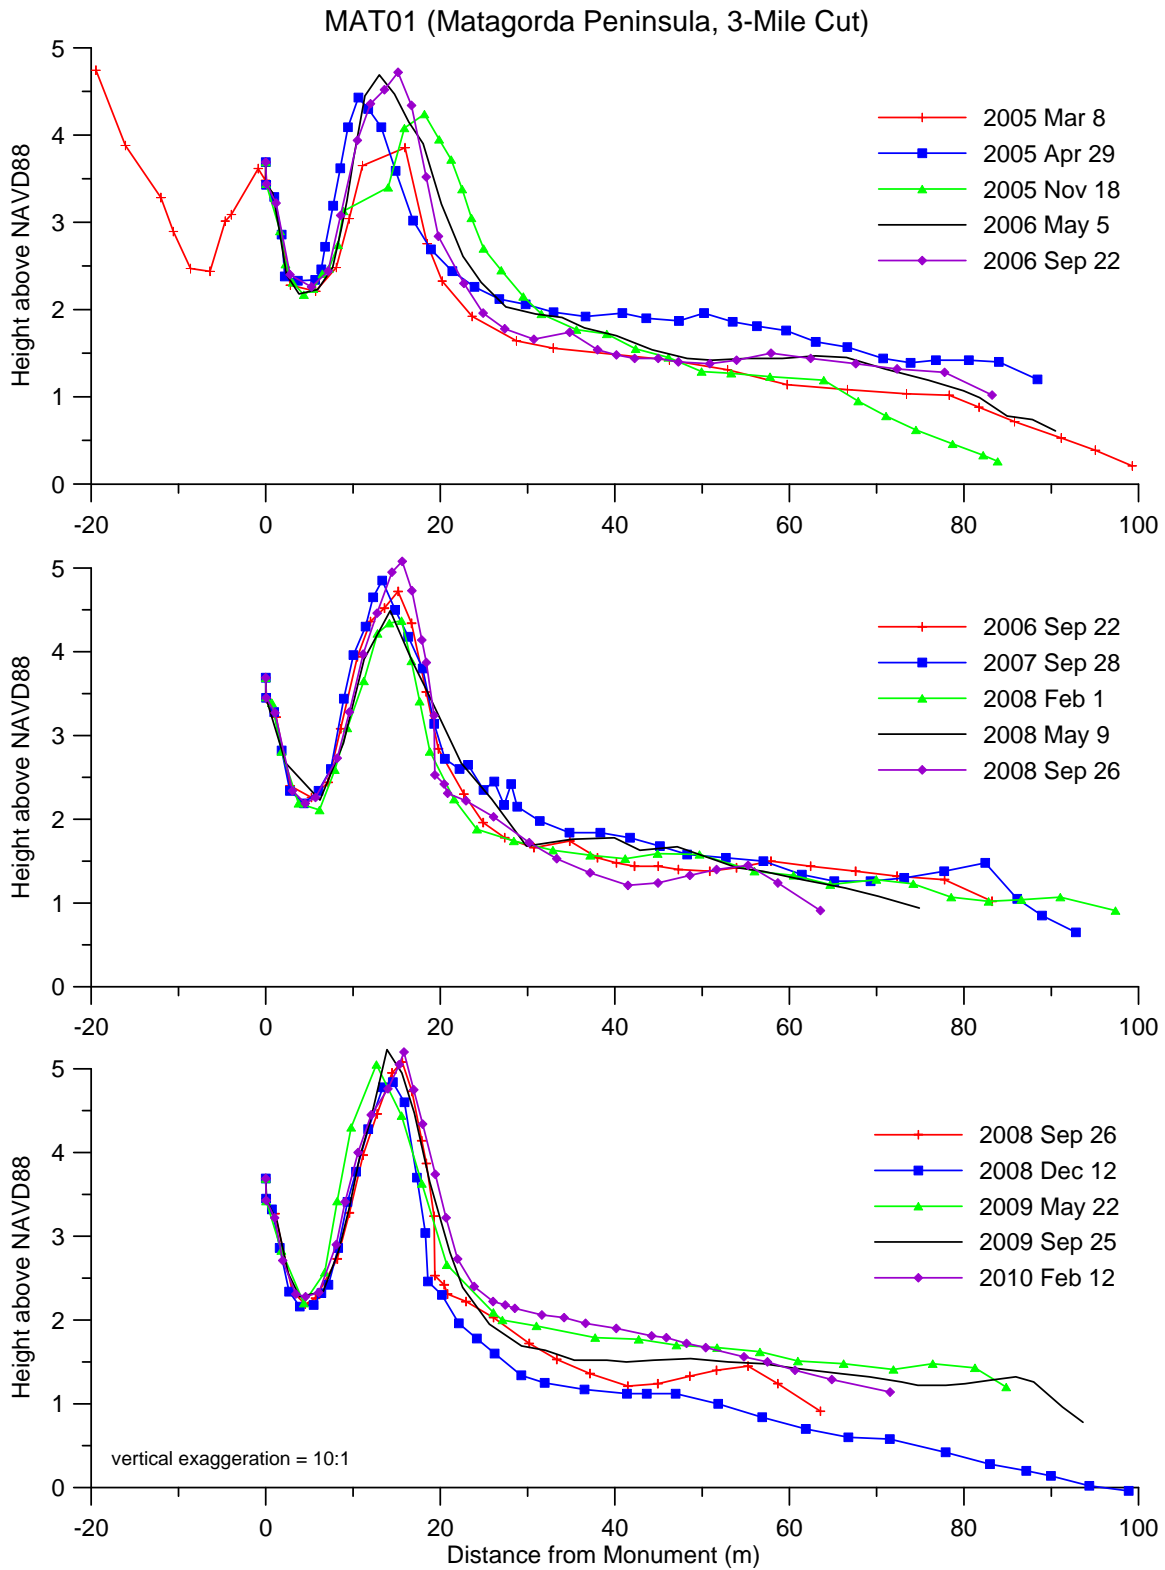 MAT01 (Matagorda Peninsula, 3-Mile Cut)
5
4
3
2
1
0
Height above NAVD88
2005 Mar 8
2005 Apr 29
2005 Nov 18
2006 May 5
2006 Sep 22
-20 0 20 40 60 80 100
5
4
3
2
1
0
Height above NAVD88
2006 Sep 22
2007 Sep 28
2008 Feb 1
2008 May 9
2008 Sep 26
-20 0 20 40 60 80 100
5
4
3
2
1
0
Height above NAVD88
2008 Sep 26
2008 Dec 12
2009 May 22
2009 Sep 25
2010 Feb 12
vertical exaggeration = 10:1
-20 0 20 40 60 80 100
Distance from Monument (m)